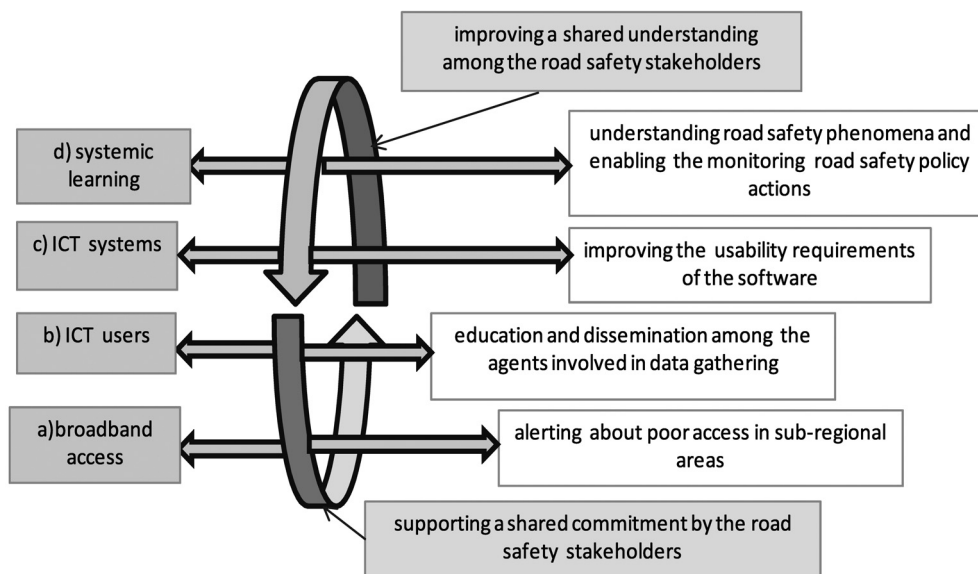 improving a shared understanding
among the road safety stakeholders
d) systemic
learning
understanding road safety phenomena and
enabling the monitoring road safety policy
actions
c) ICT systems
improving the usability requirements
of the software
b) ICT users
education and dissemination among the
agents involved in data gathering
a)broadband
access
alerting about poor access in sub-regional
areas
supporting a shared commitment by the road
safety stakeholders